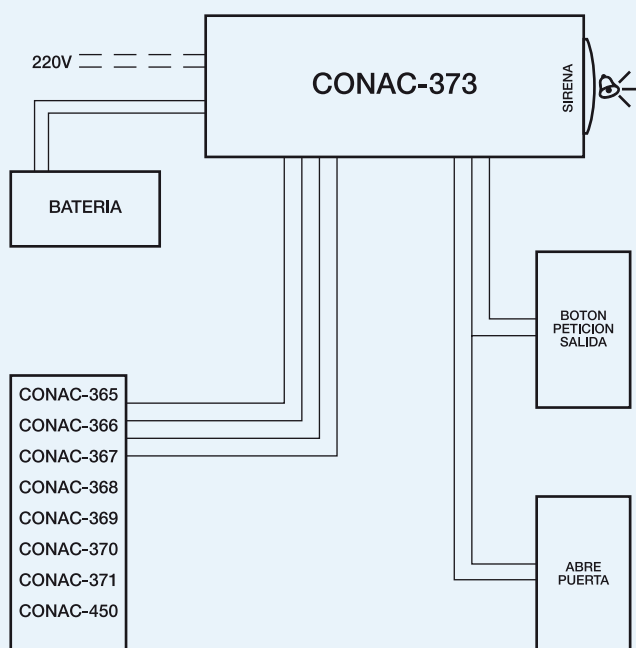 220V
CONAC-373
SIRENA
BATERIA
BOTON
PETICION
SALIDA
CONAC-365
CONAC-366
CONAC-367
CONAC-368
CONAC-369
CONAC-370
CONAC-371
CONAC-450
ABRE
PUERTA